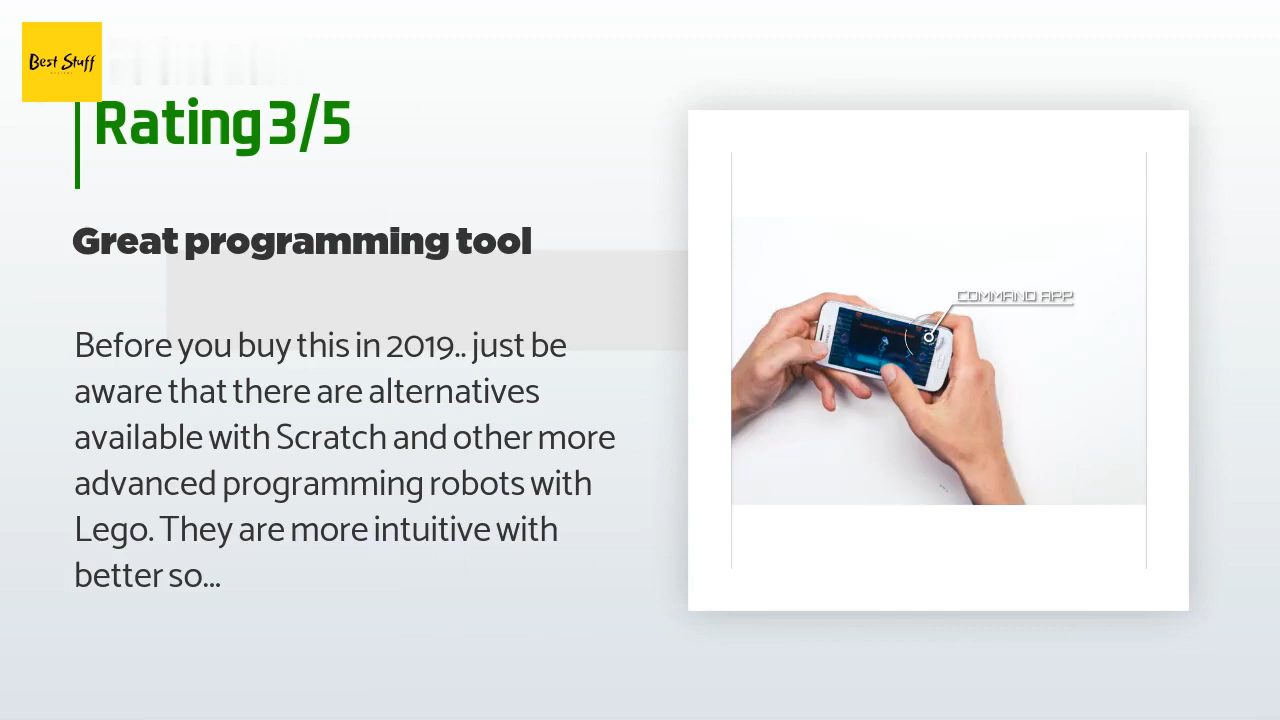 Best Stuff
Rating 3/5
Great programming tool
Before you buy this in 2019.. just be
aware that there are alternatives
available with Scratch and other more
advanced programming robots with
Lego. They are more intuitive with
better so...
COMMAND APP